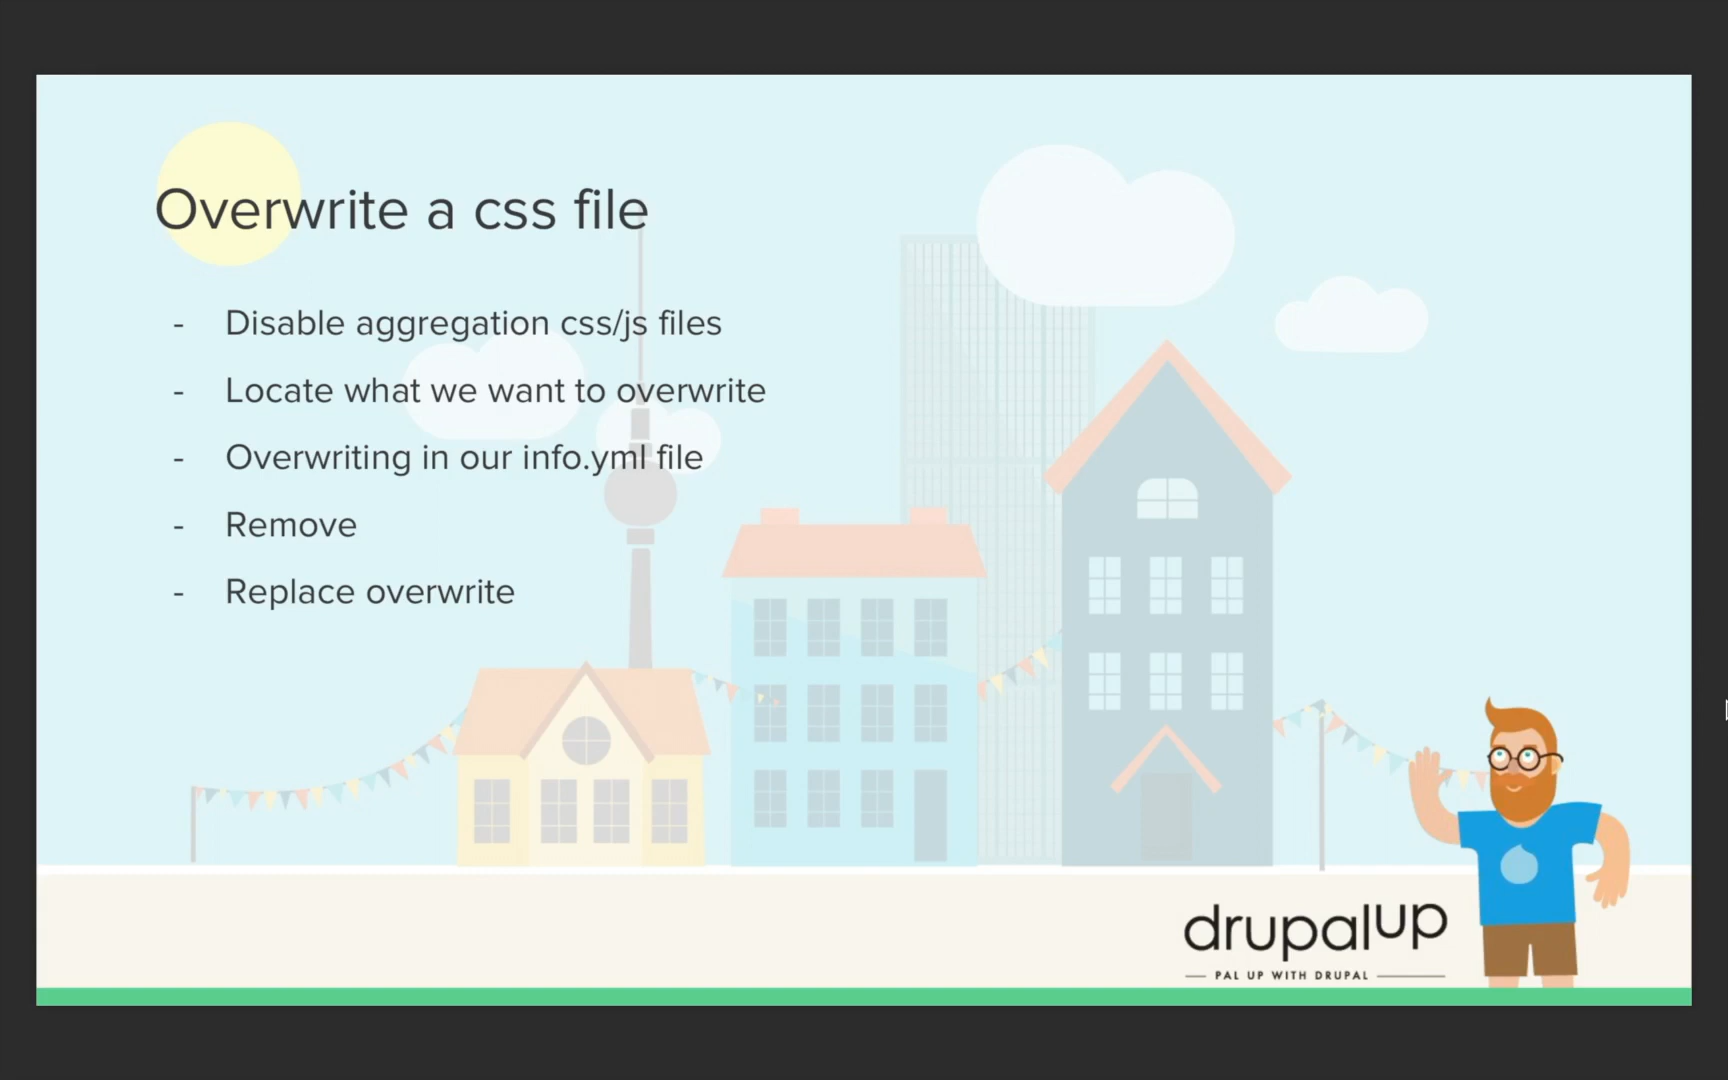 Overwrite a css file
- Disable aggregation css/js files
- Locate what we want to overwrite
- Overwriting in our info.yml file
- Remove
- Replace overwrite
drupalup
PAL UP WITH DRUPAL